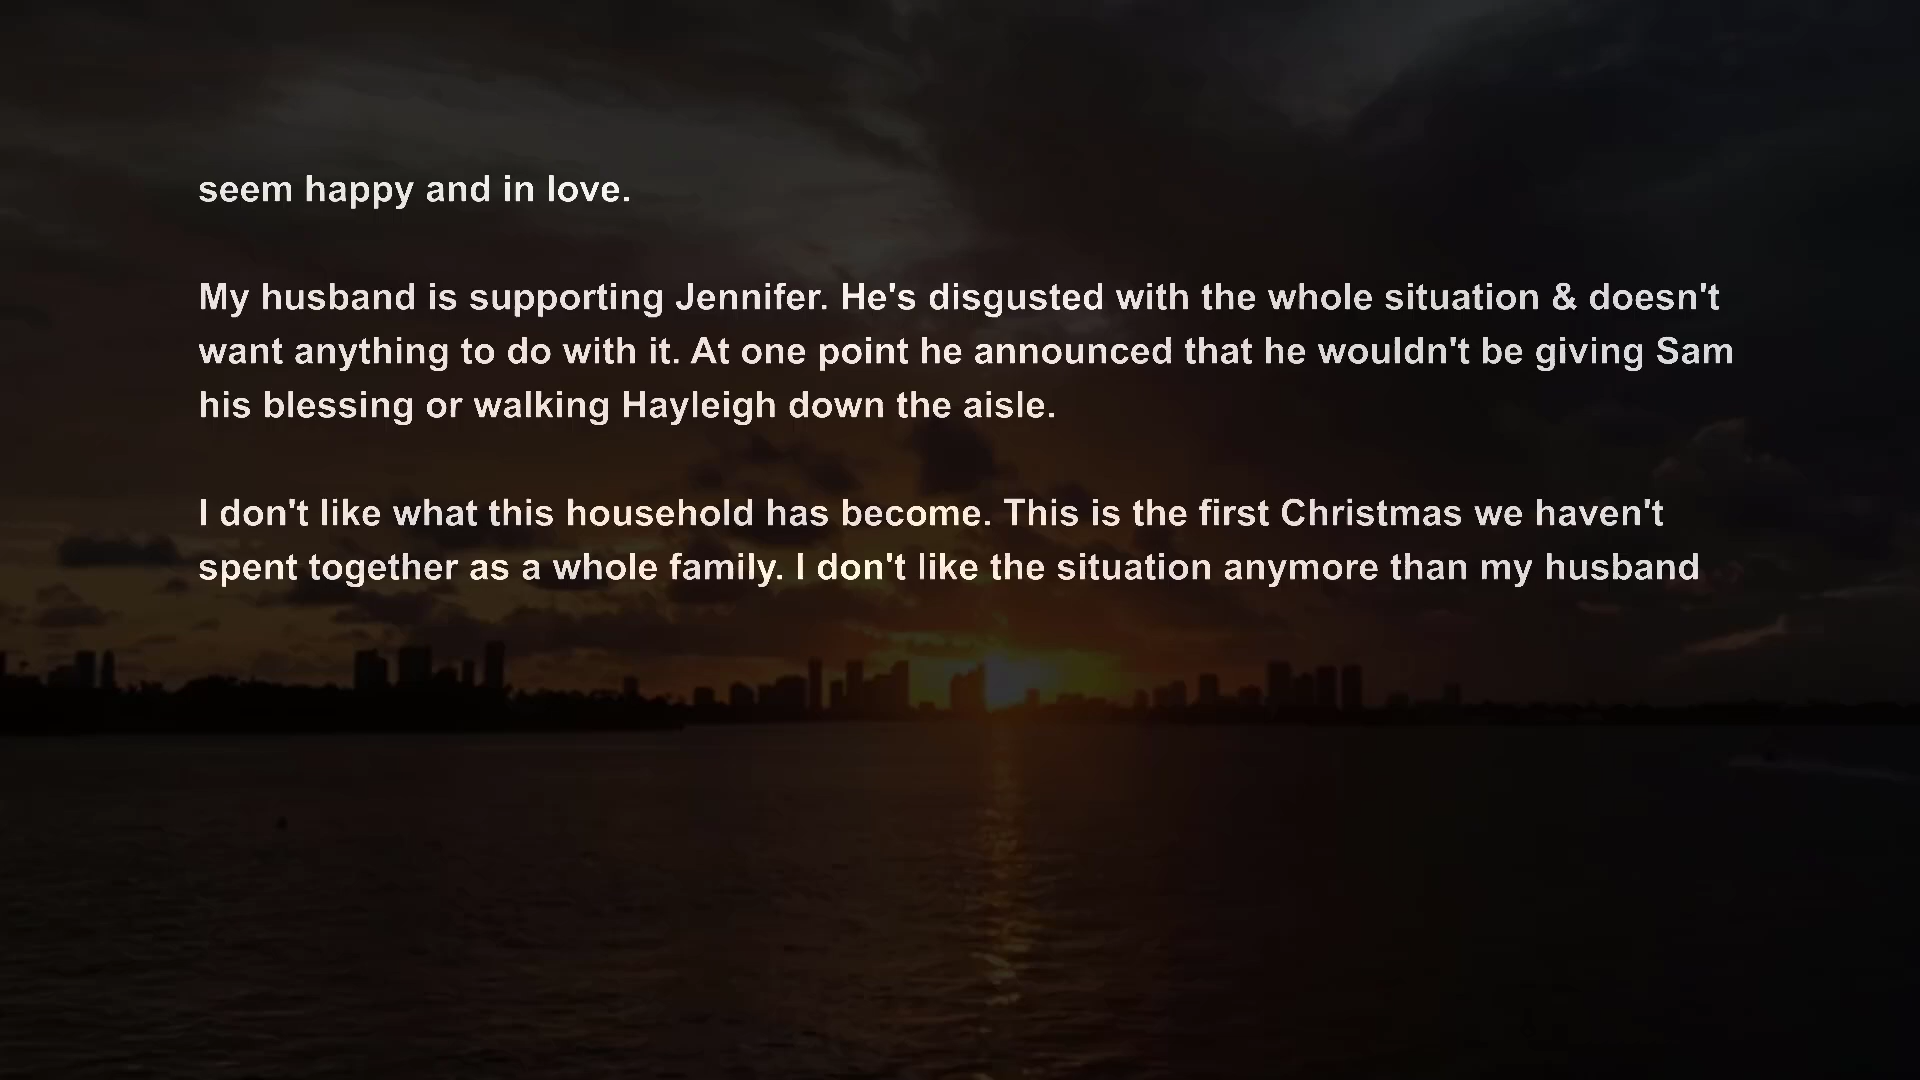 seem happy and in love.
My husband is supporting Jennifer. He's disgusted with the whole situation & doesn't
want anything to do with it. At one point he announced that he wouldn't be giving Sam
his blessing or walking Hayleigh down the aisle.
I don't like what this household has become. This is the first Christmas we haven't
spent together as a whole family. I don't like the situation anymore than my husband